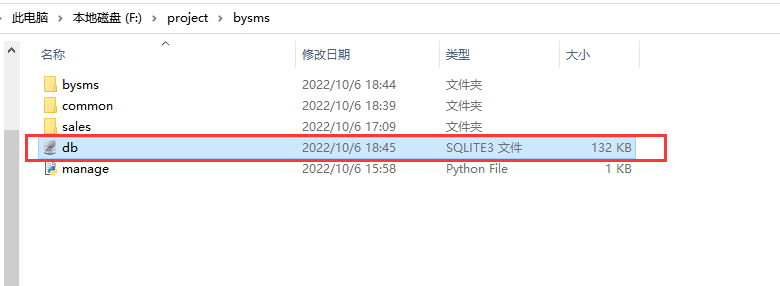 此电脑 > 本地磁盘 (F:) > project > bysms
名称 修改日期 类型 大小
bysms 2022/10/6 18:44 文件夹
common 2022/10/6 18:39 文件夹
sales 2022/10/6 17:09 文件夹
db 2022/10/6 18:45 SQLITE3 文件 132 KB
manage 2022/10/6 15:58 Python File 1 KB